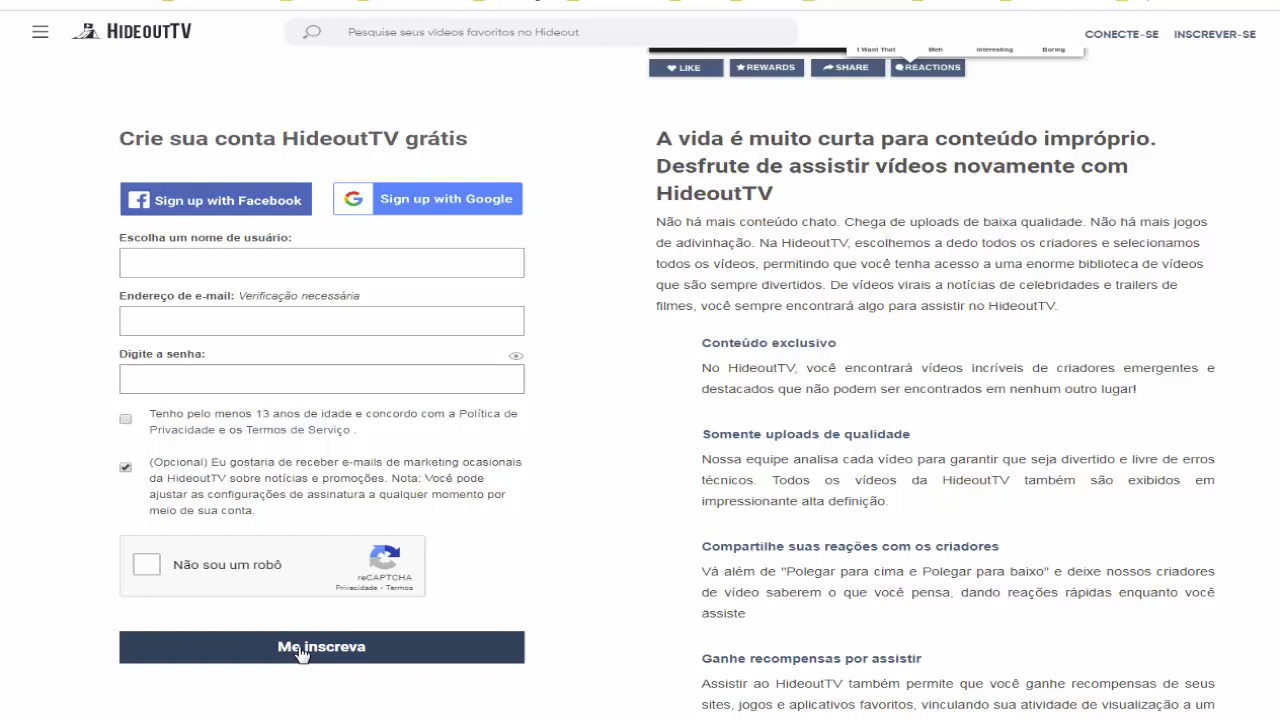 HIDEOUTTV
Pesquise seus vídeos favoritos no Hideout
CONECTE-SE INSCREVER-SE
I Want That Meh Interesting Boring
LIKE REWARDS SHARE REACTIONS
Crie sua conta HideoutTV grátis
Sign up with Facebook Sign up with Google
Escolha um nome de usuário:
Endereço de e-mail: Verificação necessária
Digite a senha:
Tenho pelo menos 13 anos de idade e concordo com a Política de
Privacidade e os Termos de Serviço .
(Opcional) Eu gostaria de receber e-mails de marketing ocasionais
da HideoutTV sobre notícias e promoções. Nota: Você pode
ajustar as configurações de assinatura a qualquer momento por
meio de sua conta.
Não sou um robô
reCAPTCHA
Privacidade - Termos
Me inscreva
A vida é muito curta para conteúdo impróprio.
Desfrute de assistir vídeos novamente com
HideoutTV
Não há mais conteúdo chato. Chega de uploads de baixa qualidade. Não há mais jogos
de adivinhação. Na HideoutTV, escolhemos a dedo todos os criadores e selecionamos
todos os vídeos, permitindo que você tenha acesso a uma enorme biblioteca de vídeos
que são sempre divertidos. De vídeos virais a notícias de celebridades e trailers de
filmes, você sempre encontrará algo para assistir no HideoutTV.
Conteúdo exclusivo
No HideoutTV, você encontrará vídeos incríveis de criadores emergentes e
destacados que não podem ser encontrados em nenhum outro lugar!
Somente uploads de qualidade
Nossa equipe analisa cada vídeo para garantir que seja divertido e livre de erros
técnicos. Todos os vídeos da HideoutTV também são exibidos em
impressionante alta definição.
Compartilhe suas reações com os criadores
Vá além de "Polegar para cima e Polegar para baixo" e deixe nossos criadores
de vídeo saberem o que você pensa, dando reações rápidas enquanto você
assiste
Ganhe recompensas por assistir
Assistir ao HideoutTV também permite que você ganhe recompensas de seus
sites, jogos e aplicativos favoritos, vinculando sua atividade de visualização a um